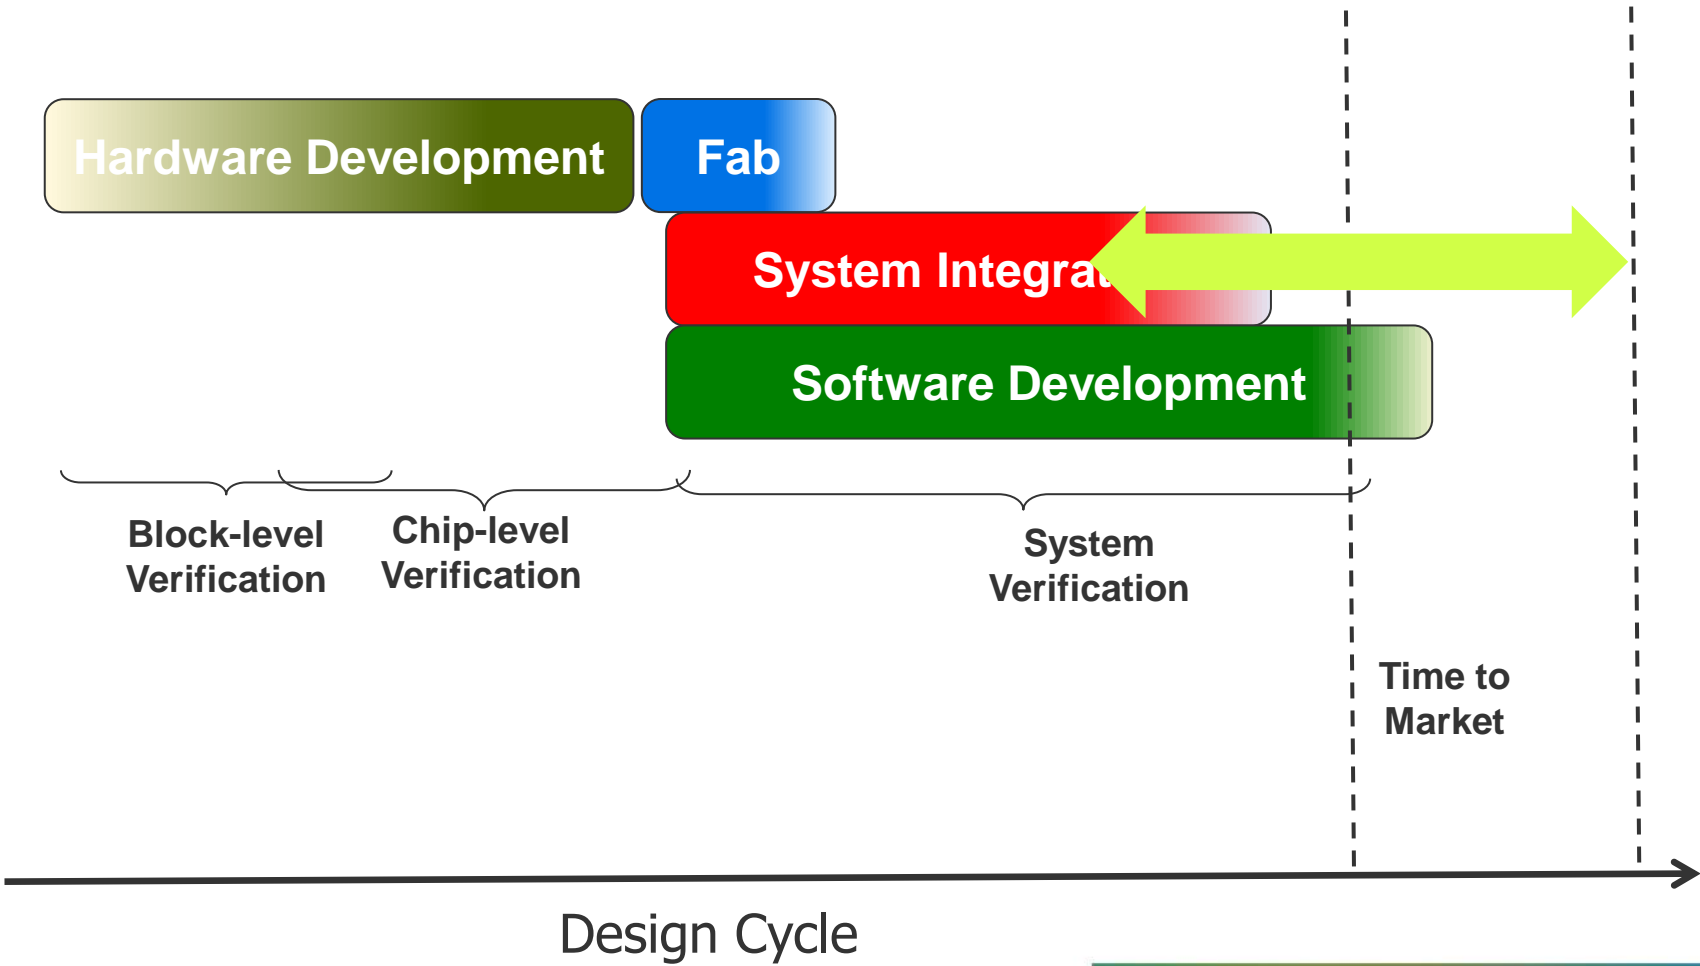 Hardware Development
Fab
System Integrat
Software Development
Block-level
Verification
Chip-level
Verification
System
Verification
Time to
Market
Design Cycle